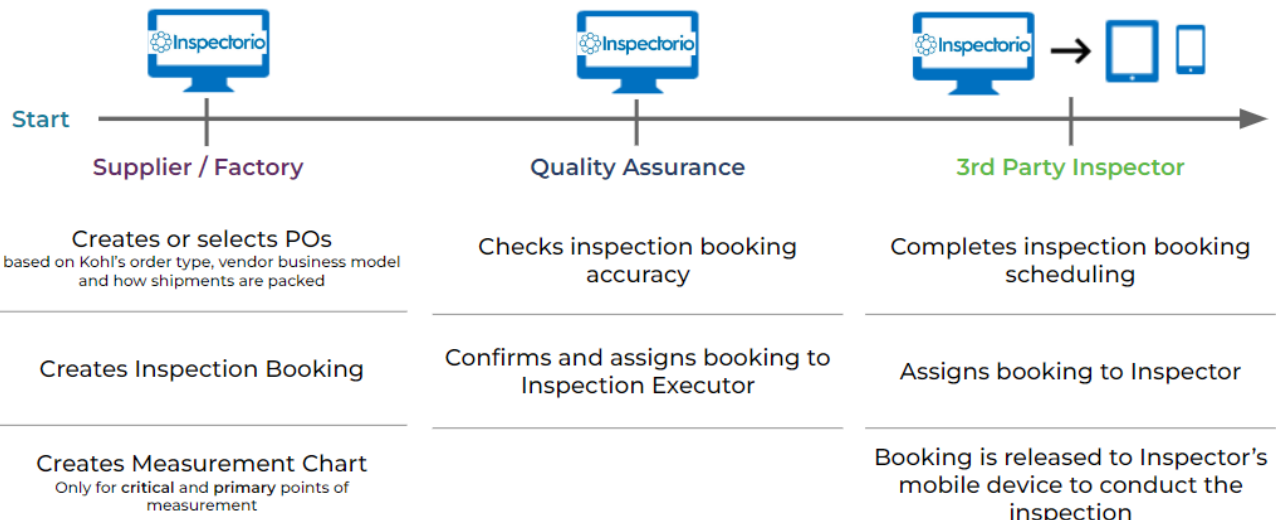 Inspectorio
Inspectorio
Inspectorio
Start
Supplier / Factory
Quality Assurance
3rd Party Inspector
Creates or selects POs
based on Kohl's order type, vendor business model
and how shipments are packed
Checks inspection booking
accuracy
Completes inspection booking
scheduling
Creates Inspection Booking
Confirms and assigns booking to
Inspection Executor
Assigns booking to Inspector
Creates Measurement Chart
Only for critical and primary points of
measurement
Booking is released to Inspector's
mobile device to conduct the
inspection